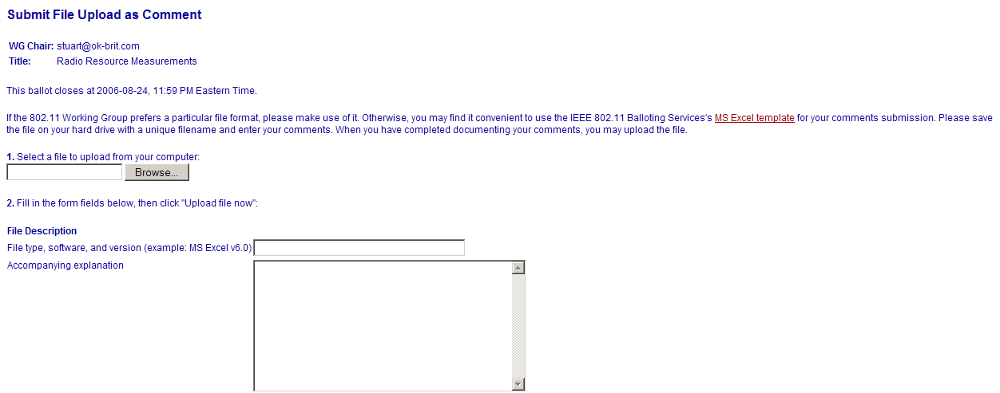 Submit File Upload as Comment
WG Chair: stuart@ok-brit.com
Title: Radio Resource Measurements
This ballot closes at 2006-08-24, 11:59 PM Eastern Time.
If the 802.11 Working Group prefers a particular file format, please make use of it. Otherwise, you may find it convenient to use the IEEE 802.11 Balloting Services's MS Excel template for your comments submission. Please save
the file on your hard drive with a unique filename and enter your comments. When you have completed documenting your comments, you may upload the file.
1. Select a file to upload from your computer:
Browse...
2. Fill in the form fields below, then click "Upload file now":
File Description
File type, software, and version (example: MS Excel v6.0)
Accompanying explanation